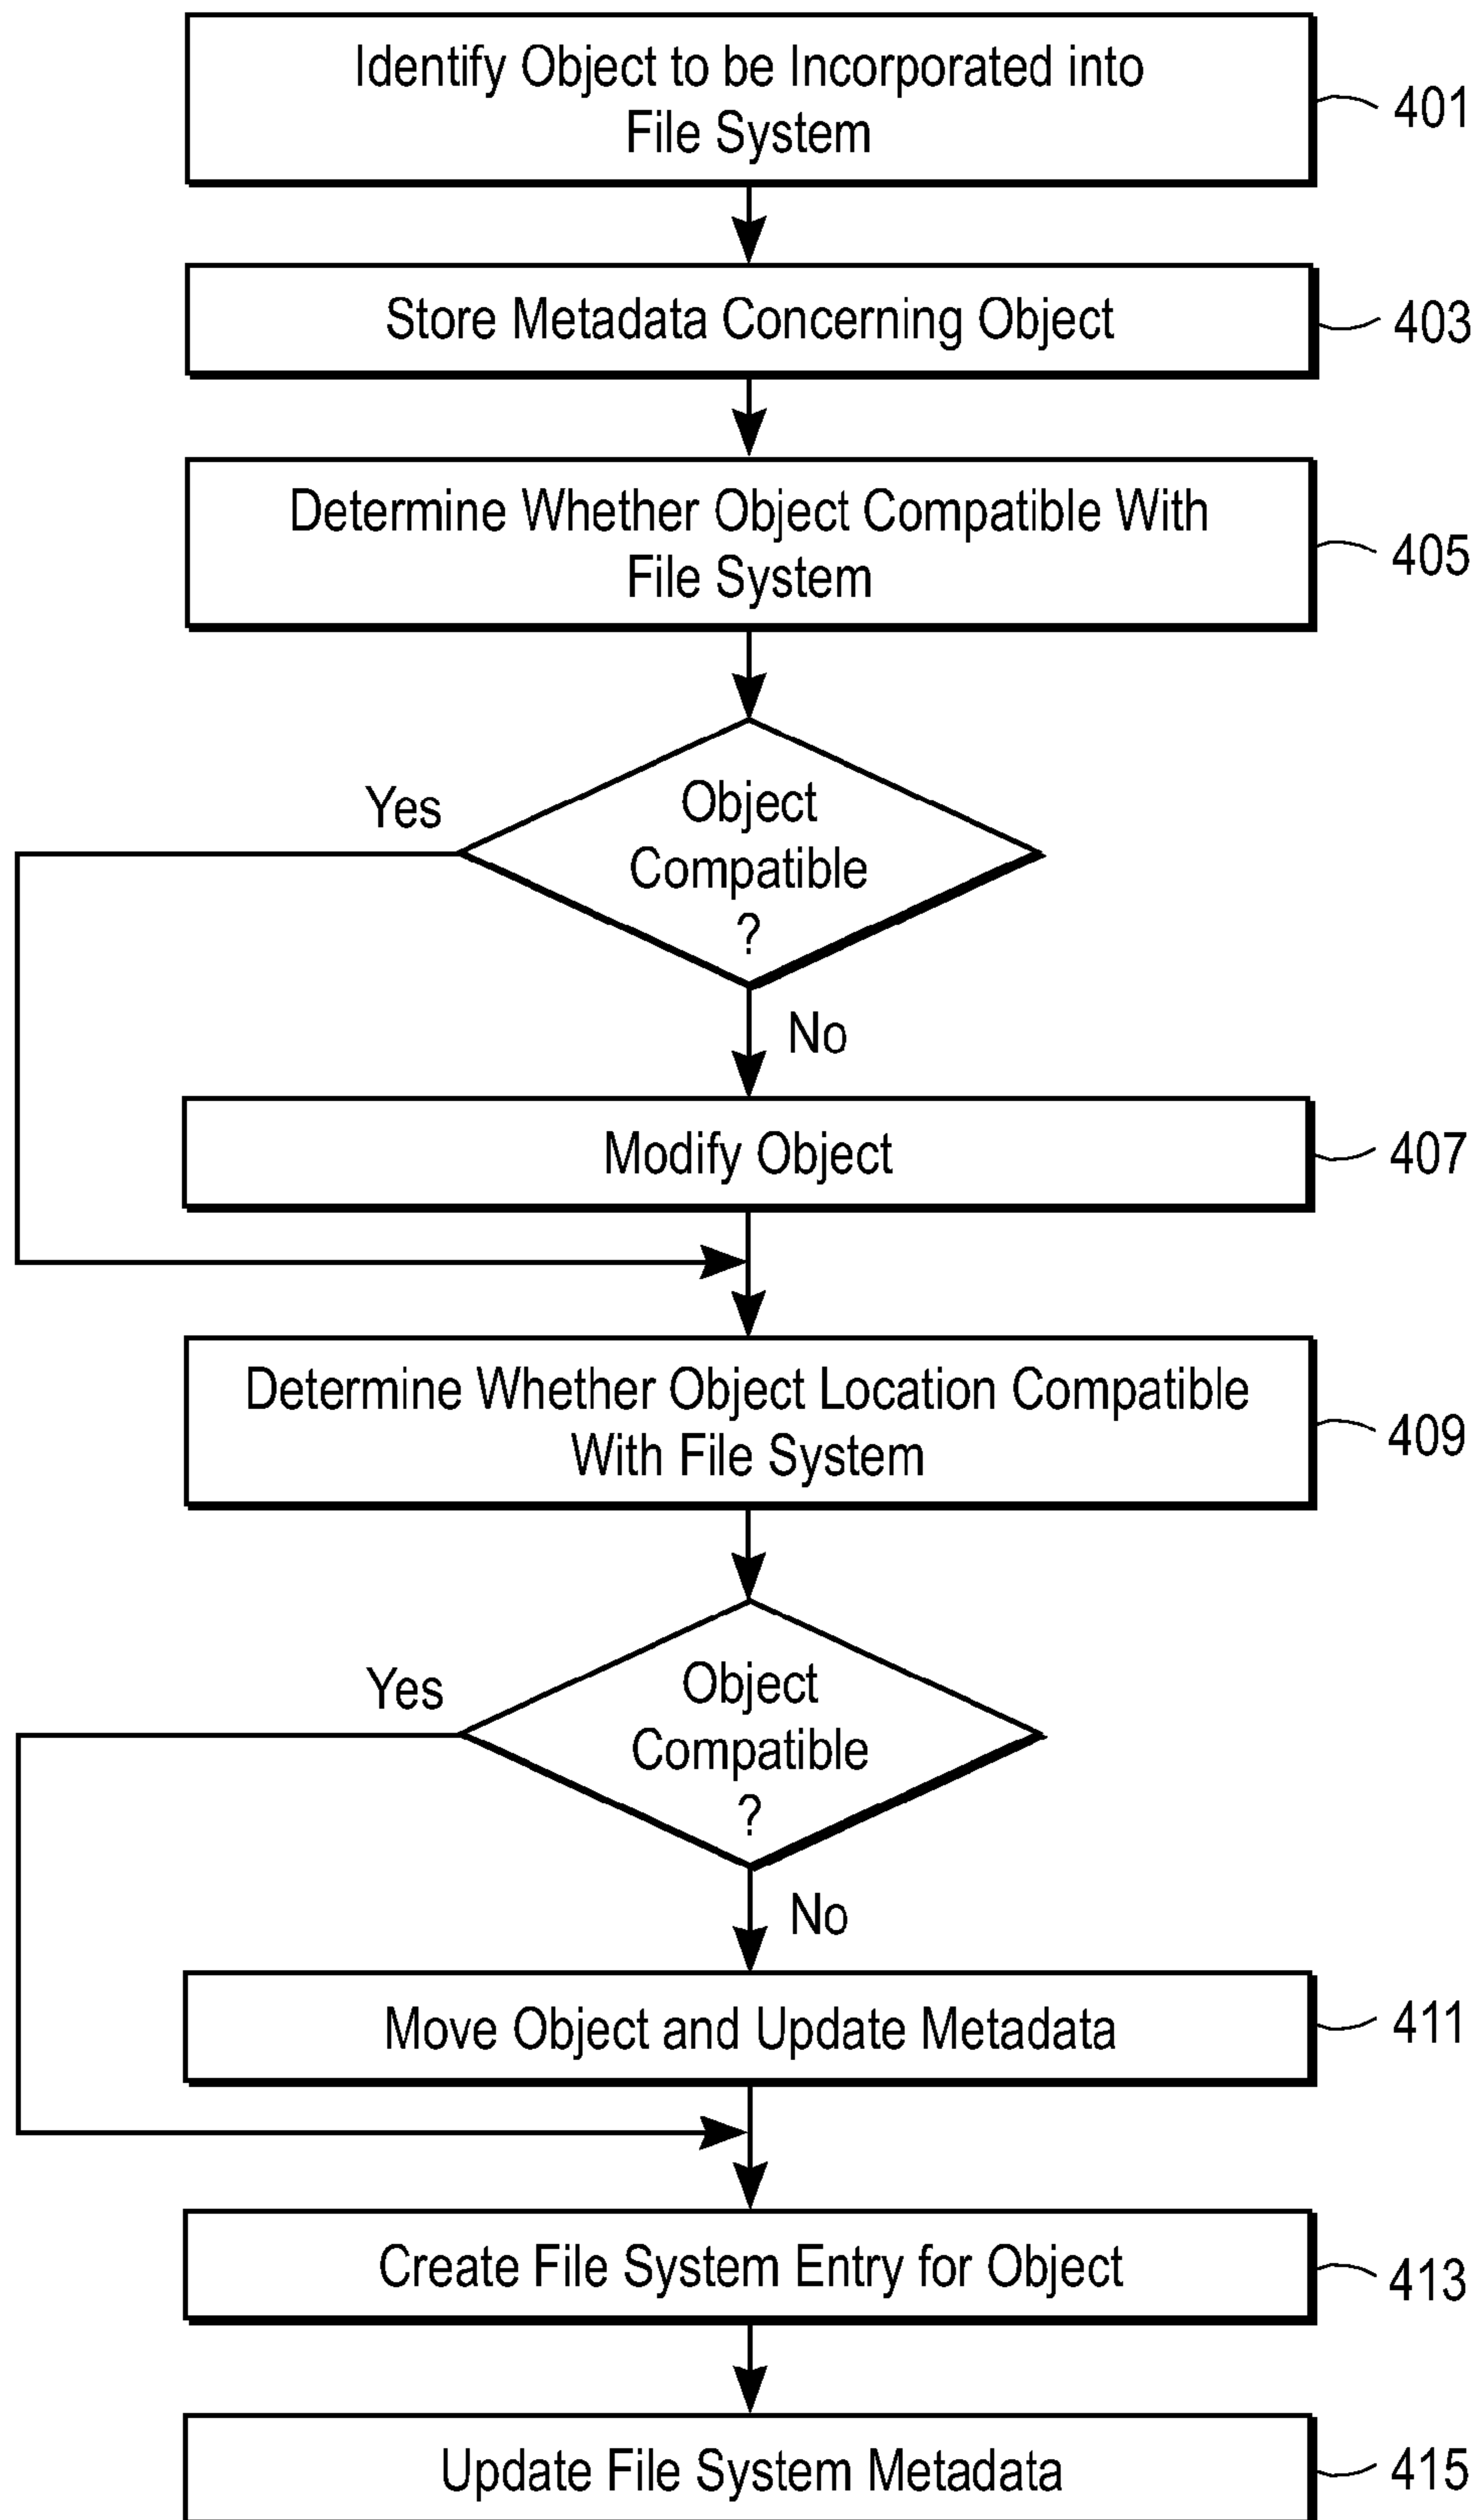 Identify Object to be Incorporated into
File System
401
Store Metadata Concerning Object
403
Determine Whether Object Compatible With
File System
405
Object
Compatible
?
Yes
No
Modify Object
407
Determine Whether Object Location Compatible
With File System
409
Object
Compatible
?
Yes
No
Move Object and Update Metadata
411
Create File System Entry for Object
413
Update File System Metadata
415